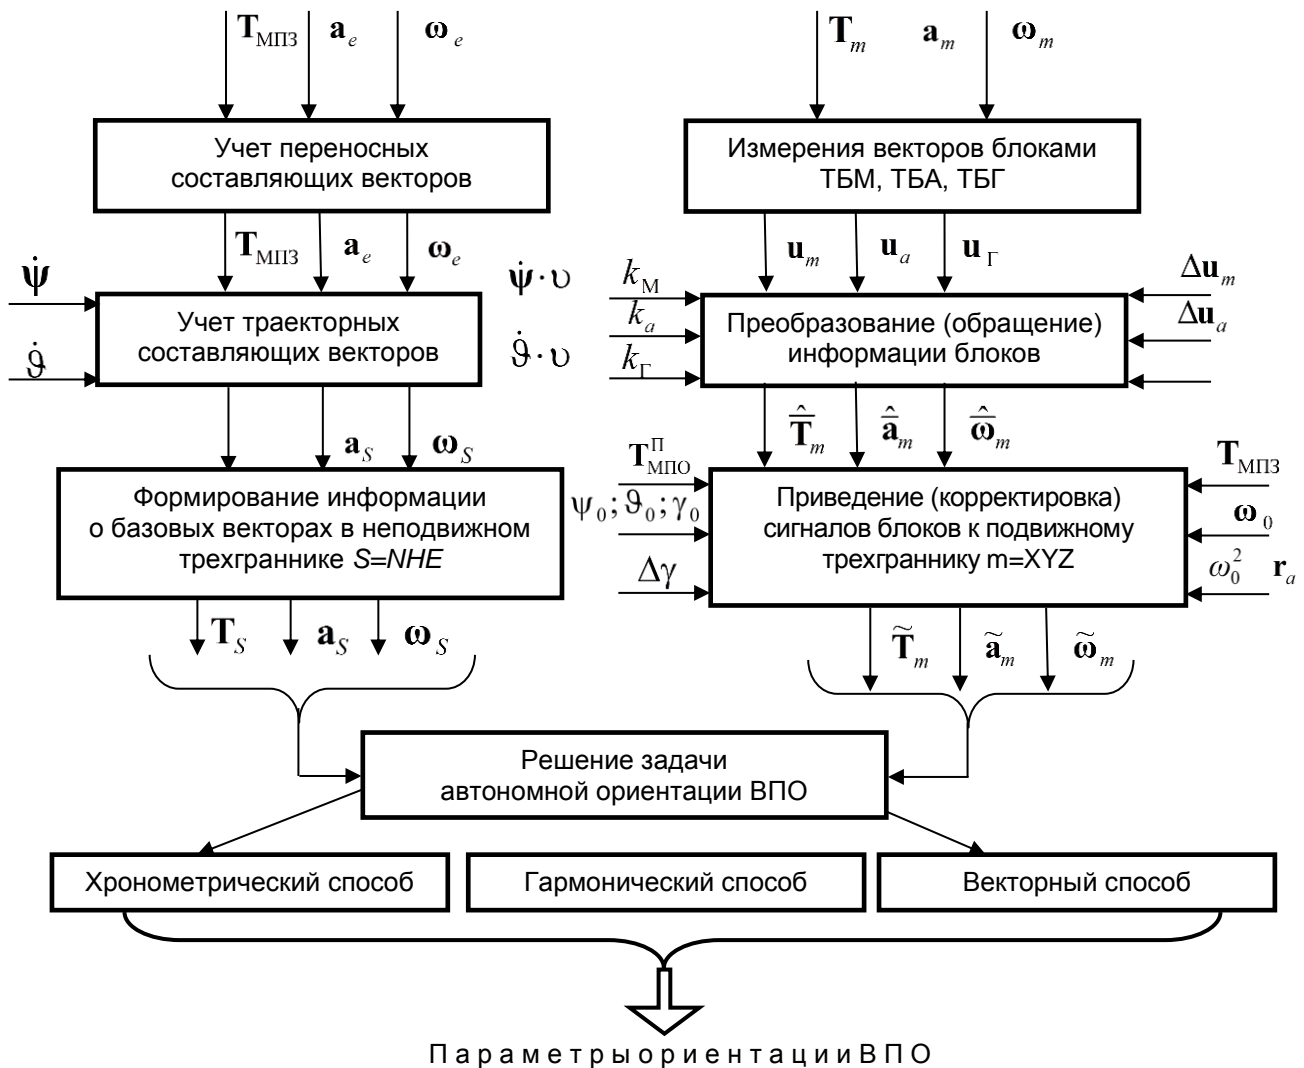 T_МПЗ a_e ω_e
T_m a_m ω_m
Учет переносных
составляющих векторов
Измерения векторов блоками
ТБМ, ТБА, ТБГ
T_МПЗ a_e ω_e
u_m u_a u_Г
ψ̇
ϑ̇
Учет траекторных
составляющих векторов
ψ̇·υ
ϑ̇·υ
k_М
k_a
k_Г
Преобразование (обращение)
информации блоков
Δu_m
Δu_a
a_S ω_S
T̄̂_m ā̂_m ω̄̂_m
Формирование информации
о базовых векторах в неподвижном
трехграннике S=NHE
T^П_МПО
ψ_0; ϑ_0; γ_0
Δγ
Приведение (корректировка)
сигналов блоков к подвижному
трехграннику m=XYZ
T_МПЗ
ω_0
ω_0^2 r_a
T_S a_S ω_S
T̃_m ã_m ω̃_m
Решение задачи
автономной ориентации ВПО
Хронометрический способ
Гармонический способ
Векторный способ
П а р а м е т р ы о р и е н т а ц и и В П О